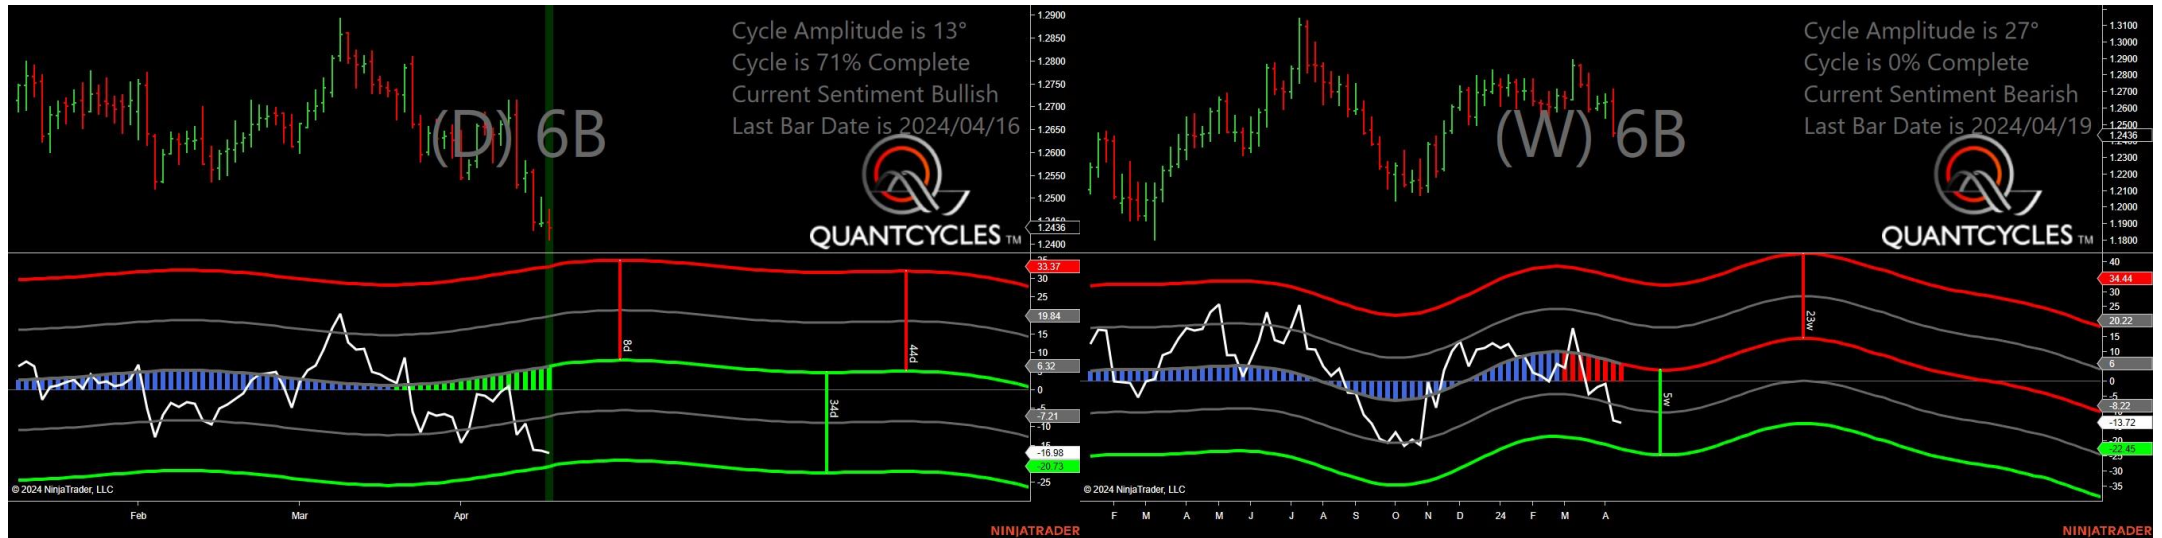 Cycle Amplitude is 13°
Cycle is 71% Complete
Current Sentiment Bullish
Last Bar Date is 2024/04/16
(D) 6B
QUANTCYCLES TM
1.2900
1.2850
1.2800
1.2750
1.2700
1.2650
1.2600
1.2550
1.2500
1.2450
1.2436
1.2400
35
33.37
30
25
19.84
15
10
6.32
0
-5
-7.21
-10
-16.98
-20.73
-25
8d
44d
34d
© 2024 NinjaTrader, LLC
Feb Mar Apr
NINJATRADER
Cycle Amplitude is 27°
Cycle is 0% Complete
Current Sentiment Bearish
Last Bar Date is 2024/04/19
(W) 6B
QUANTCYCLES TM
1.3100
1.3000
1.2900
1.2800
1.2700
1.2600
1.2500
1.2436
1.2300
1.2200
1.2100
1.2000
1.1900
1.1800
40
34.44
30
25
20.22
15
10
6
0
-5
-8.22
-13.72
-20
-22.45
-25
-30
-35
23w
5w
© 2024 NinjaTrader, LLC
F M A M J J A S O N D 24 F M A
NINJATRADER